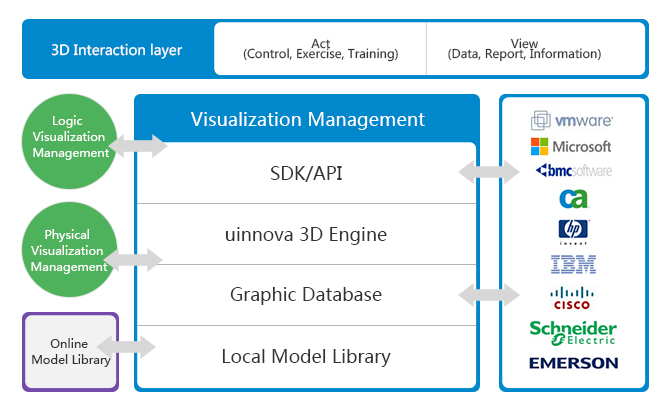 3D Interaction layer
Act
(Control, Exercise, Training)
View
(Data, Report, Information)
Logic
Visualization
Management
Physical
Visualization
Management
Online
Model Library
Visualization Management
SDK/API
uinnova 3D Engine
Graphic Database
Local Model Library
vmware
Microsoft
bmcsoftware
ca
hp
invent
IBM
CISCO
Schneider
Electric
EMERSON